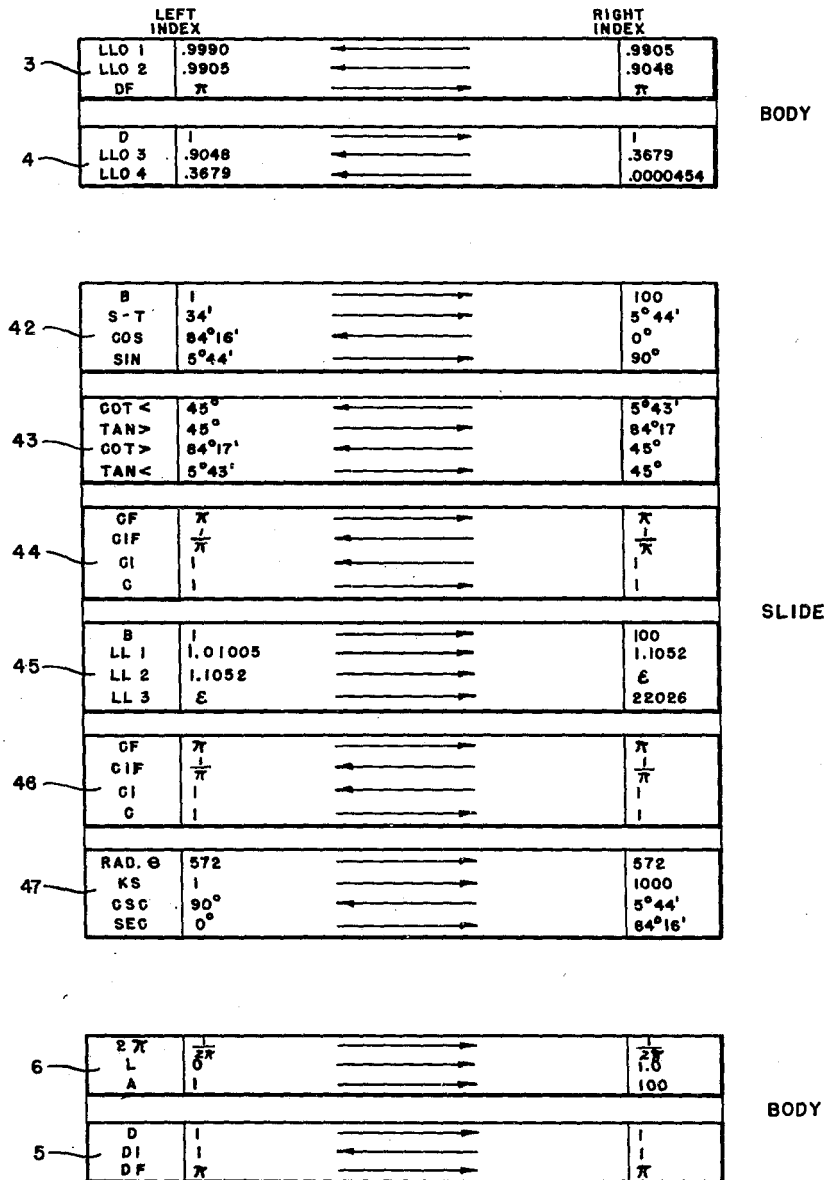 LEFT INDEX RIGHT INDEX
LLO 1 .9990 .9905
3 LLO 2 .9905 .9048
DF π π
BODY
D 1 1
4 LLO 3 .9048 .3679
LLO 4 .3679 .0000454
B 1 100
S-T 34' 5°44'
42 COS 84°16' 0°
SIN 5°44' 90°
COT < 45° 5°43'
TAN > 45° 84°17
43 COT > 84°17' 45°
TAN < 5°43' 45°
CF π π
CIF 1/π 1/π
44 CI 1 1
C 1 1
SLIDE
B 1 100
LL 1 1.01005 1.1052
45 LL 2 1.1052 ε
LL 3 ε 22026
CF π π
CIF 1/π 1/π
46 CI 1 1
C 1 1
RAD. θ 572 572
47 KS 1 1000
CSC 90° 5°44'
SEC 0° 84°16'
2π 1/2π 1/2π
6 L 0 1.0
A 1 100
BODY
D 1 1
5 DI 1 1
DF π π